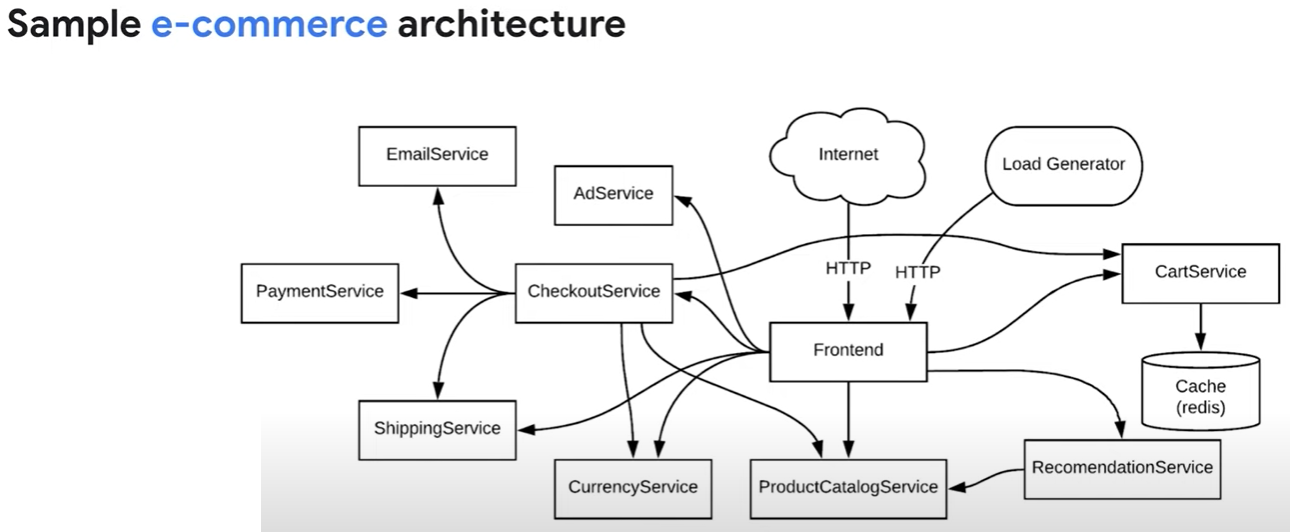 Sample e-commerce architecture
EmailService
AdService
Internet
Load Generator
PaymentService
CheckoutService
HTTP
HTTP
CartService
Frontend
Cache
(redis)
ShippingService
CurrencyService
ProductCatalogService
RecomendationService